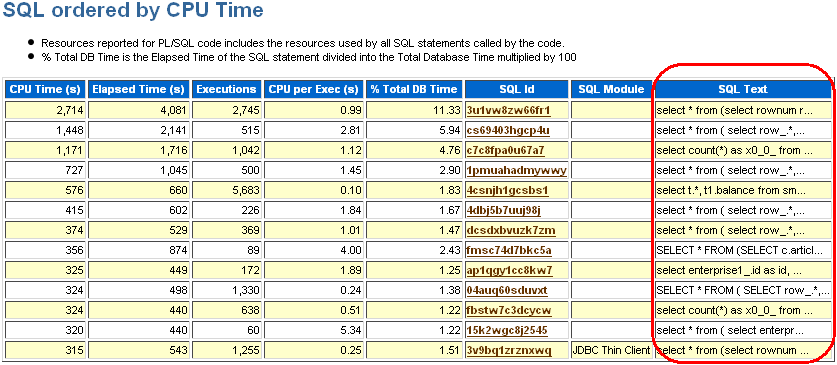 SQL ordered by CPU Time
Resources reported for PL/SQL code includes the resources used by all SQL statements called by the code.
% Total DB Time is the Elapsed Time of the SQL statement divided into the Total Database Time multiplied by 100
CPU Time (s) Elapsed Time (s) Executions CPU per Exec (s) % Total DB Time SQL Id SQL Module SQL Text
2,714 4,081 2,745 0.99 11.33 3u1vw8zw66fr1 select * from (select rownum r...
1,448 2,141 515 2.81 5.94 cs69403hgcp4u select * from ( select row_.*,...
1,171 1,716 1,042 1.12 4.76 c7c8fpa0u67a7 select count(*) as x0_0_ from ...
727 1,045 500 1.45 2.90 1pmuahadmywwy select * from ( select row_.*,...
576 660 5,683 0.10 1.83 4csnjh1gcsbs1 select t.*, t1.balance from sm...
415 602 226 1.84 1.67 4dbj5b7uuj98j select * from ( select row_.*,...
374 529 369 1.01 1.47 dcsdxbvuzk7zm select * from ( select row_.*,...
356 874 89 4.00 2.43 fmsc74d7bkc5a SELECT * FROM (SELECT c.articl...
325 449 172 1.89 1.25 ap1qgy1cc8kw7 select enterprise1_.id as id, ...
324 498 1,330 0.24 1.38 04auq60sduvxt SELECT * FROM ( SELECT row_.*,...
324 440 638 0.51 1.22 fbstw7c3dcycw select count(*) as x0_0_ from ...
320 440 60 5.34 1.22 15k2wgc8j2545 select * from ( select enterpr...
315 543 1,255 0.25 1.51 3v9bq1zrznxwq JDBC Thin Client select * from (select rownum ...